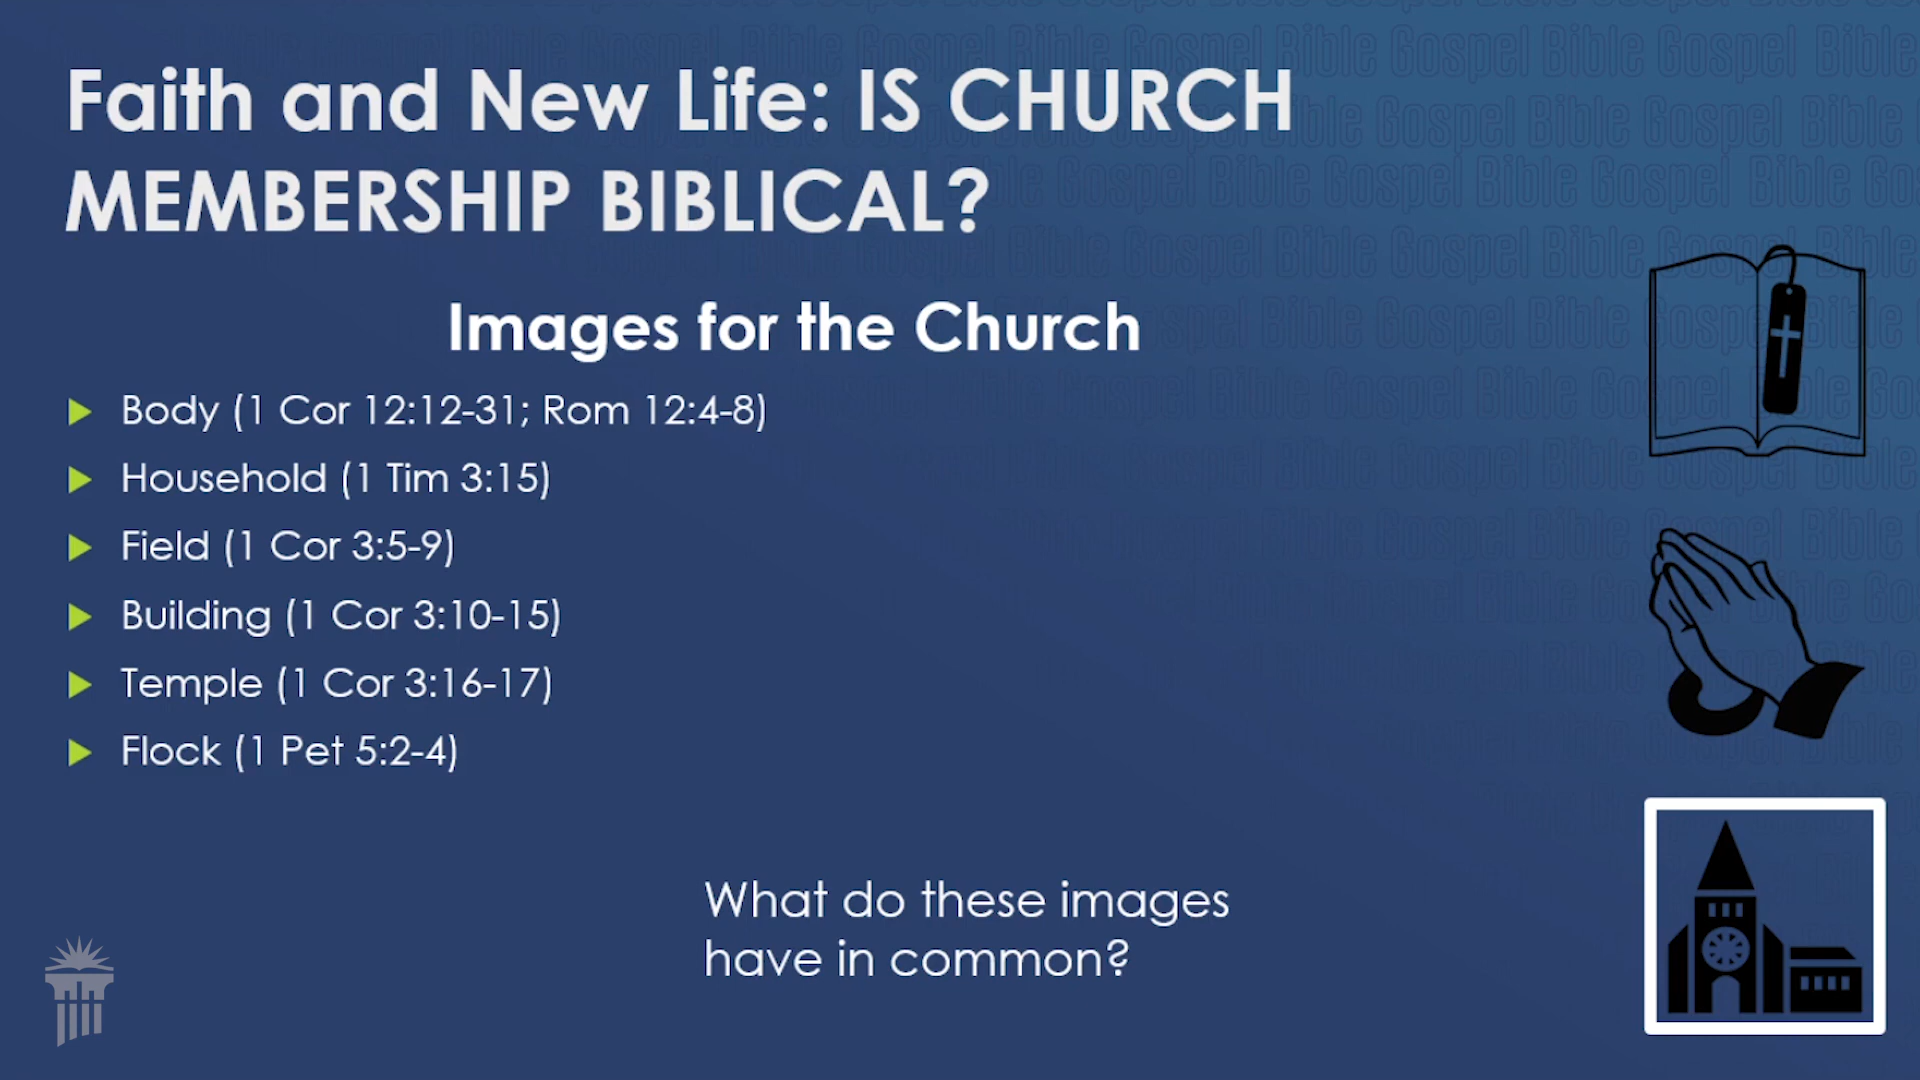 Faith and New Life: IS CHURCH
MEMBERSHIP BIBLICAL?
Images for the Church
Body (1 Cor 12:12-31; Rom 12:4-8)
Household (1 Tim 3:15)
Field (1 Cor 3:5-9)
Building (1 Cor 3:10-15)
Temple (1 Cor 3:16-17)
Flock (1 Pet 5:2-4)
What do these images
have in common?